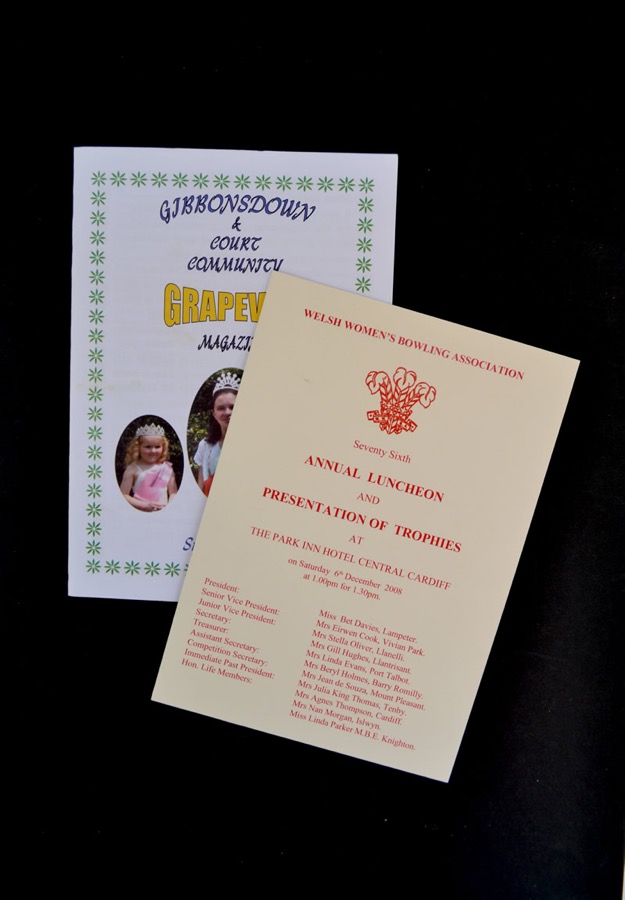 GIBBONSDOWN
&
COURT
COMMUNITY
WELSH WOMEN'S BOWLING ASSOCIATION
Seventy Sixth
ANNUAL LUNCHEON
AND
PRESENTATION OF TROPHIES
AT
THE PARK INN HOTEL CENTRAL CARDIFF
on Saturday 6th December 2008
at 1.00pm for 1.30pm.
President: Miss Bet Davies, Lampeter.
Senior Vice President: Mrs Eirwen Cook, Vivian Park.
Junior Vice President: Mrs Stella Oliver, Llanelli.
Secretary: Mrs Gill Hughes, Llantrisant.
Treasurer: Mrs Linda Evans, Port Talbot.
Assistant Secretary: Mrs Beryl Holmes, Barry Romilly.
Competition Secretary: Mrs Jean de Souza, Mount Pleasant.
Immediate Past President: Mrs Julia King Thomas, Tenby.
Hon. Life Members: Mrs Agnes Thompson, Cardiff.
Mrs Nan Morgan, Islwyn.
Miss Linda Parker M.B.E. Knighton.